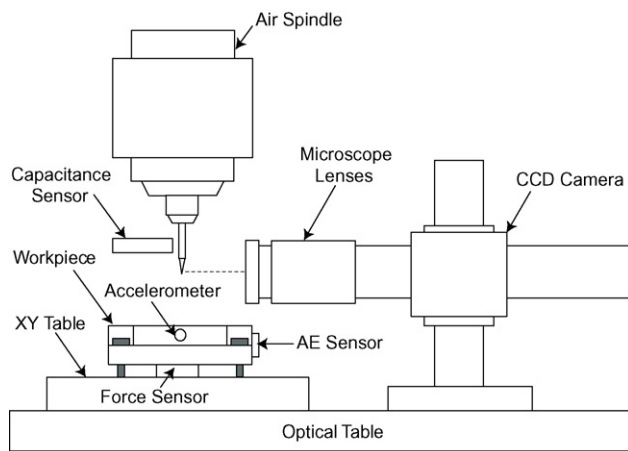 Air Spindle
Microscope
Lenses
CCD Camera
Capacitance
Sensor
Workpiece
Accelerometer
XY Table
AE Sensor
Force Sensor
Optical Table